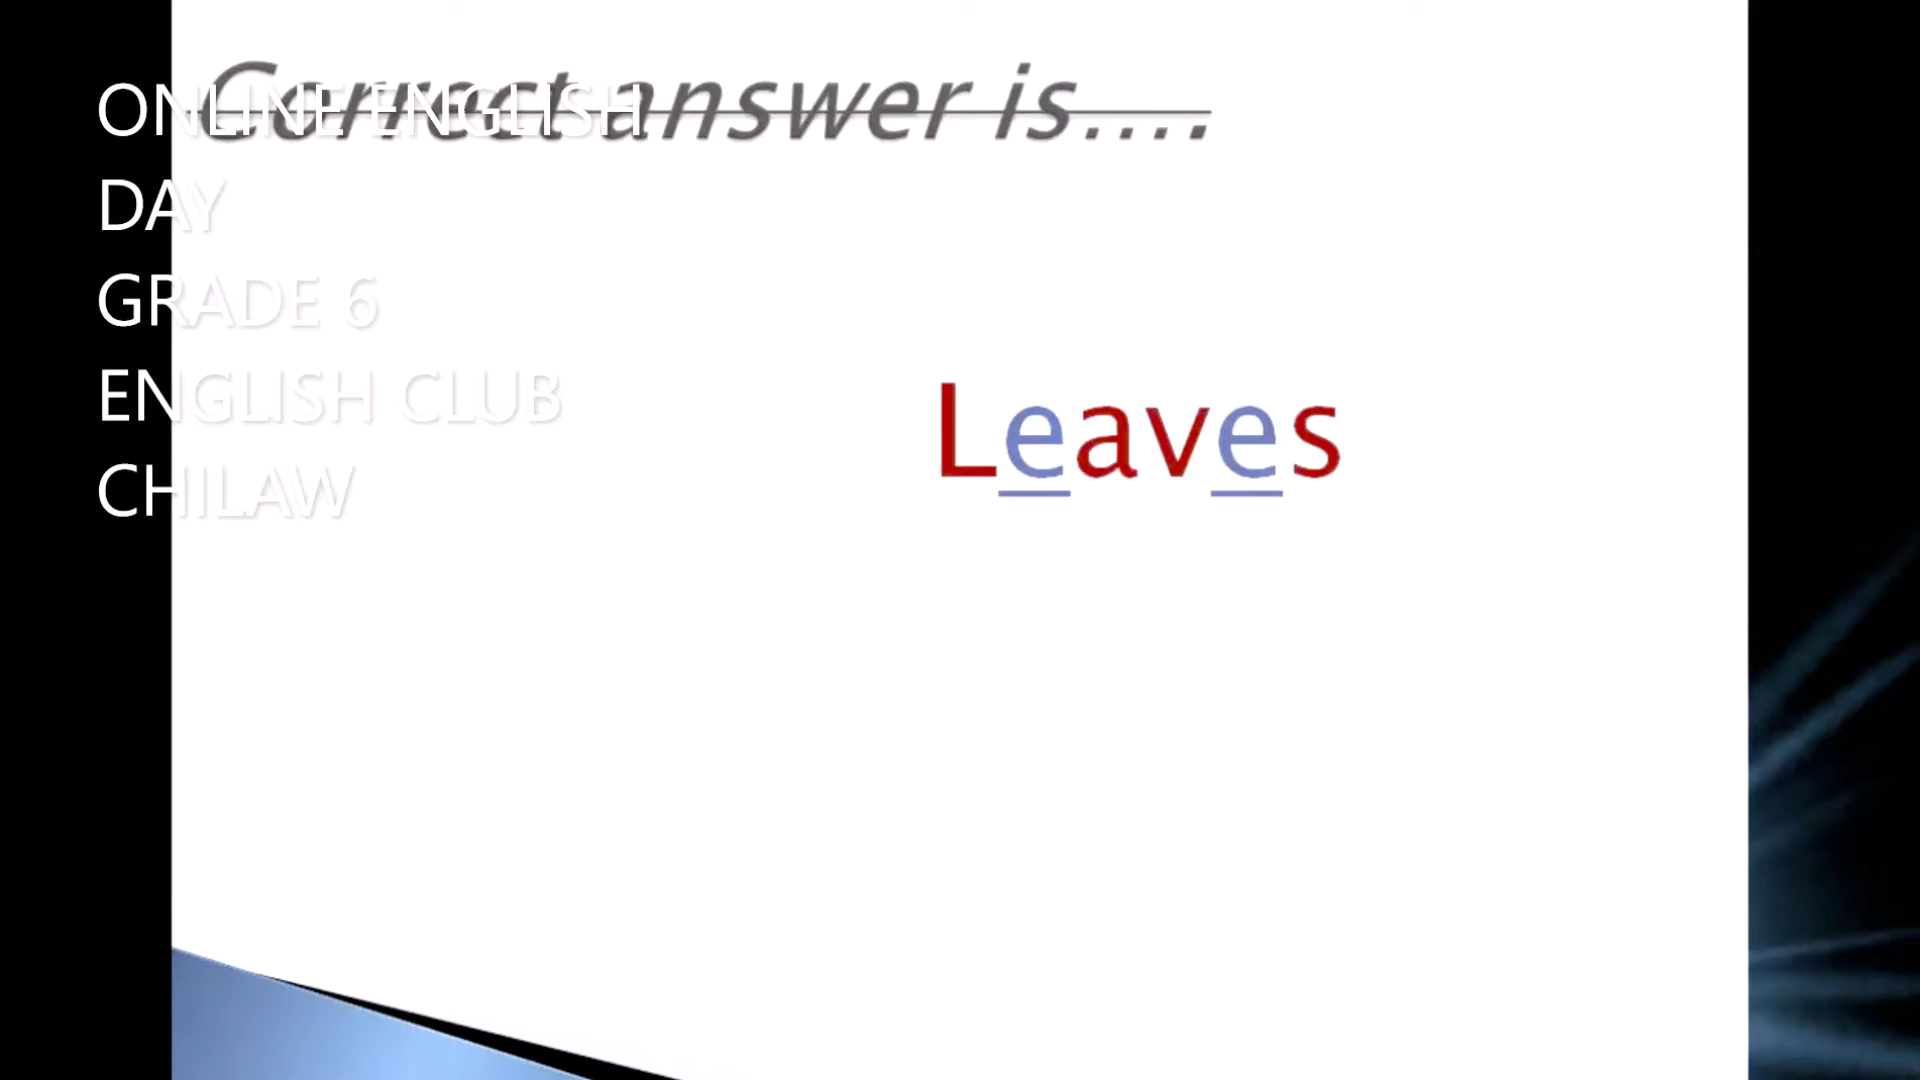 Correct answer is....
ONLINE ENGLISH
DAY
GRADE 6
ENGLISH CLUB
CHILAW
Leaves